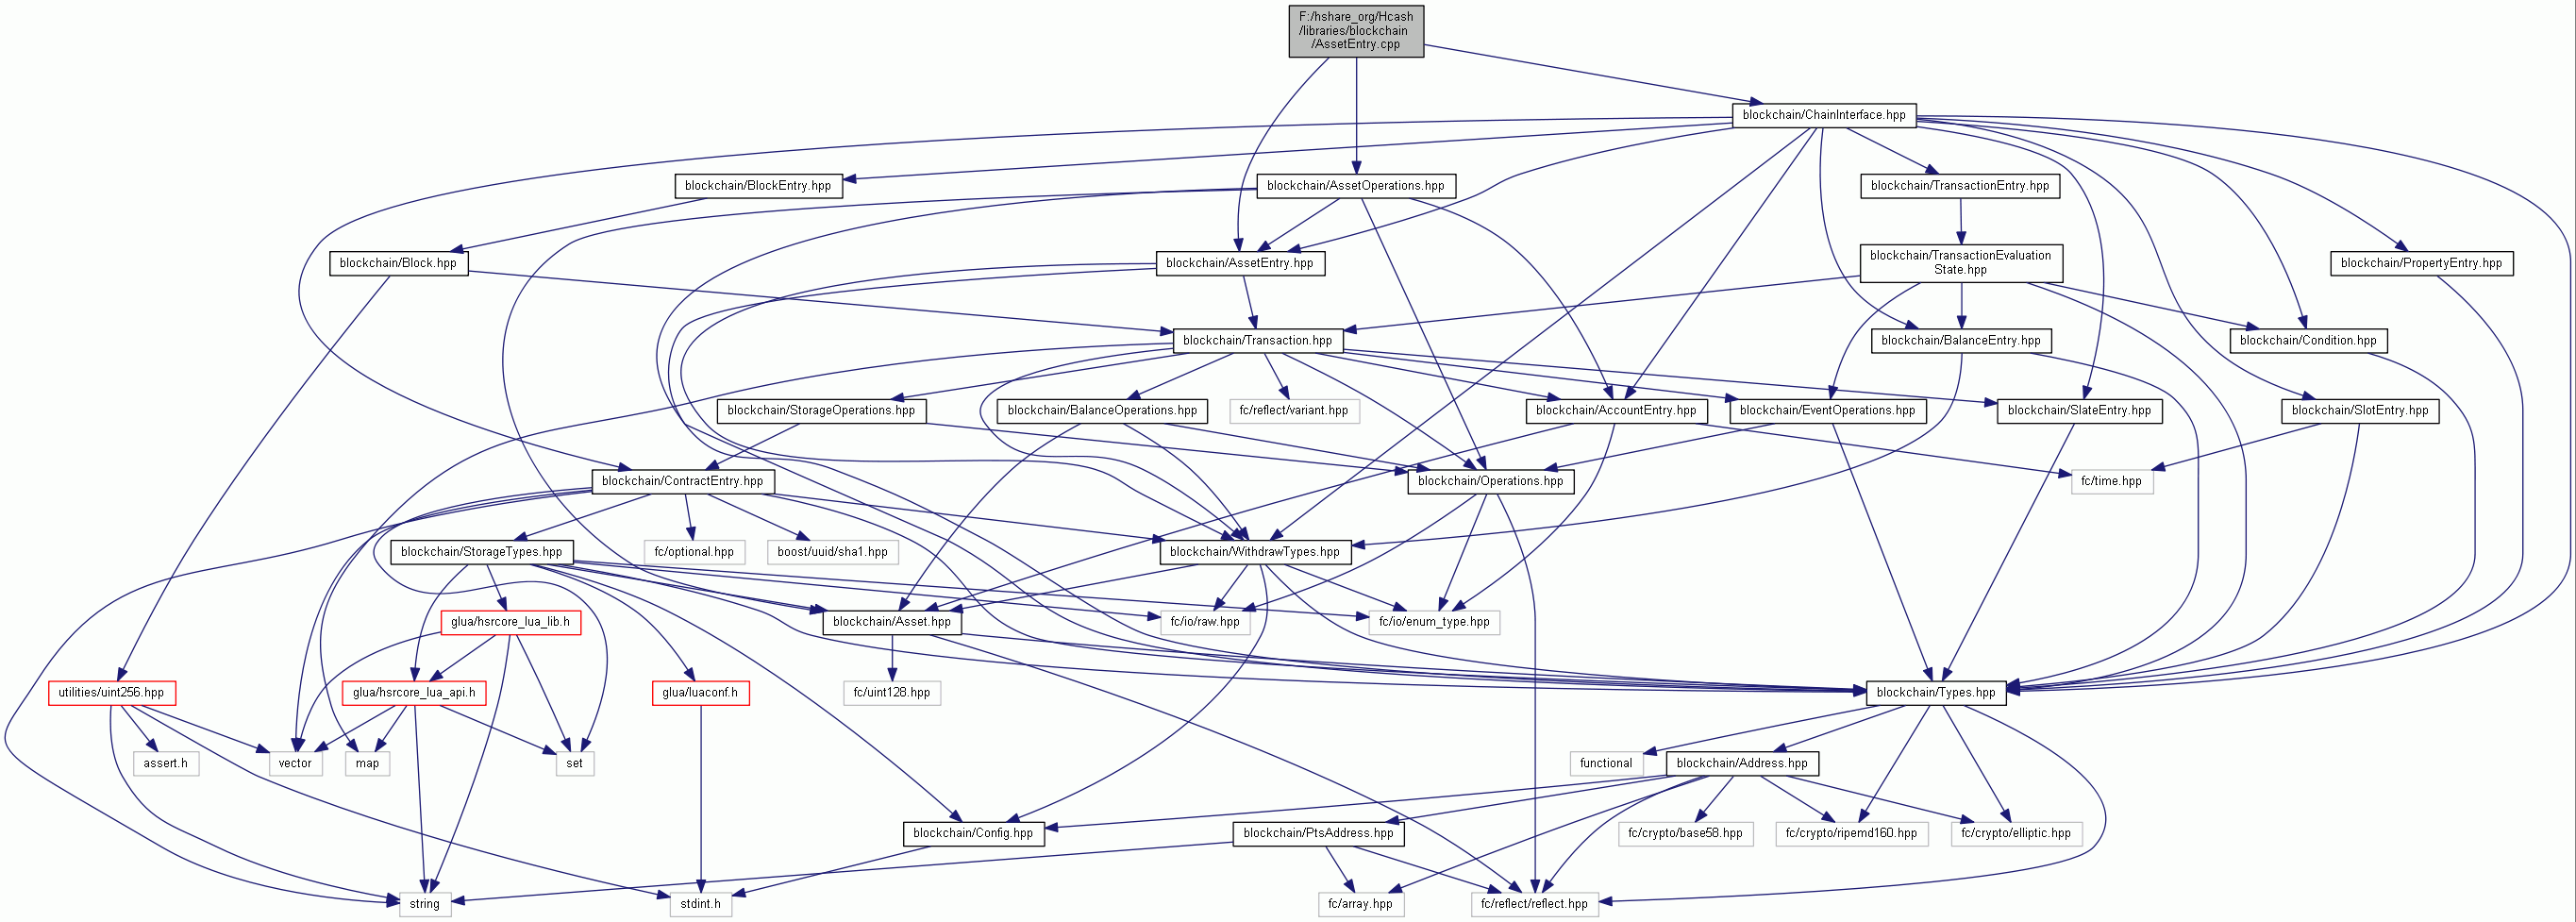 F:/hshare_org/Hcash
/libraries/blockchain
/AssetEntry.cpp
blockchain/ChainInterface.hpp
blockchain/BlockEntry.hpp
blockchain/AssetOperations.hpp
blockchain/TransactionEntry.hpp
blockchain/Block.hpp
blockchain/AssetEntry.hpp
blockchain/TransactionEvaluation
State.hpp
blockchain/PropertyEntry.hpp
blockchain/Transaction.hpp
blockchain/BalanceEntry.hpp
blockchain/Condition.hpp
blockchain/StorageOperations.hpp
blockchain/BalanceOperations.hpp
fc/reflect/variant.hpp
blockchain/AccountEntry.hpp
blockchain/EventOperations.hpp
blockchain/SlateEntry.hpp
blockchain/SlotEntry.hpp
blockchain/ContractEntry.hpp
blockchain/Operations.hpp
fc/time.hpp
blockchain/StorageTypes.hpp
fc/optional.hpp
boost/uuid/sha1.hpp
blockchain/WithdrawTypes.hpp
glua/hsrcore_lua_lib.h
blockchain/Asset.hpp
fc/io/raw.hpp
fc/io/enum_type.hpp
utilities/uint256.hpp
glua/hsrcore_lua_api.h
glua/luaconf.h
fc/uint128.hpp
blockchain/Types.hpp
assert.h
vector
map
set
functional
blockchain/Address.hpp
blockchain/Config.hpp
blockchain/PtsAddress.hpp
fc/crypto/base58.hpp
fc/crypto/ripemd160.hpp
fc/crypto/elliptic.hpp
string
stdint.h
fc/array.hpp
fc/reflect/reflect.hpp